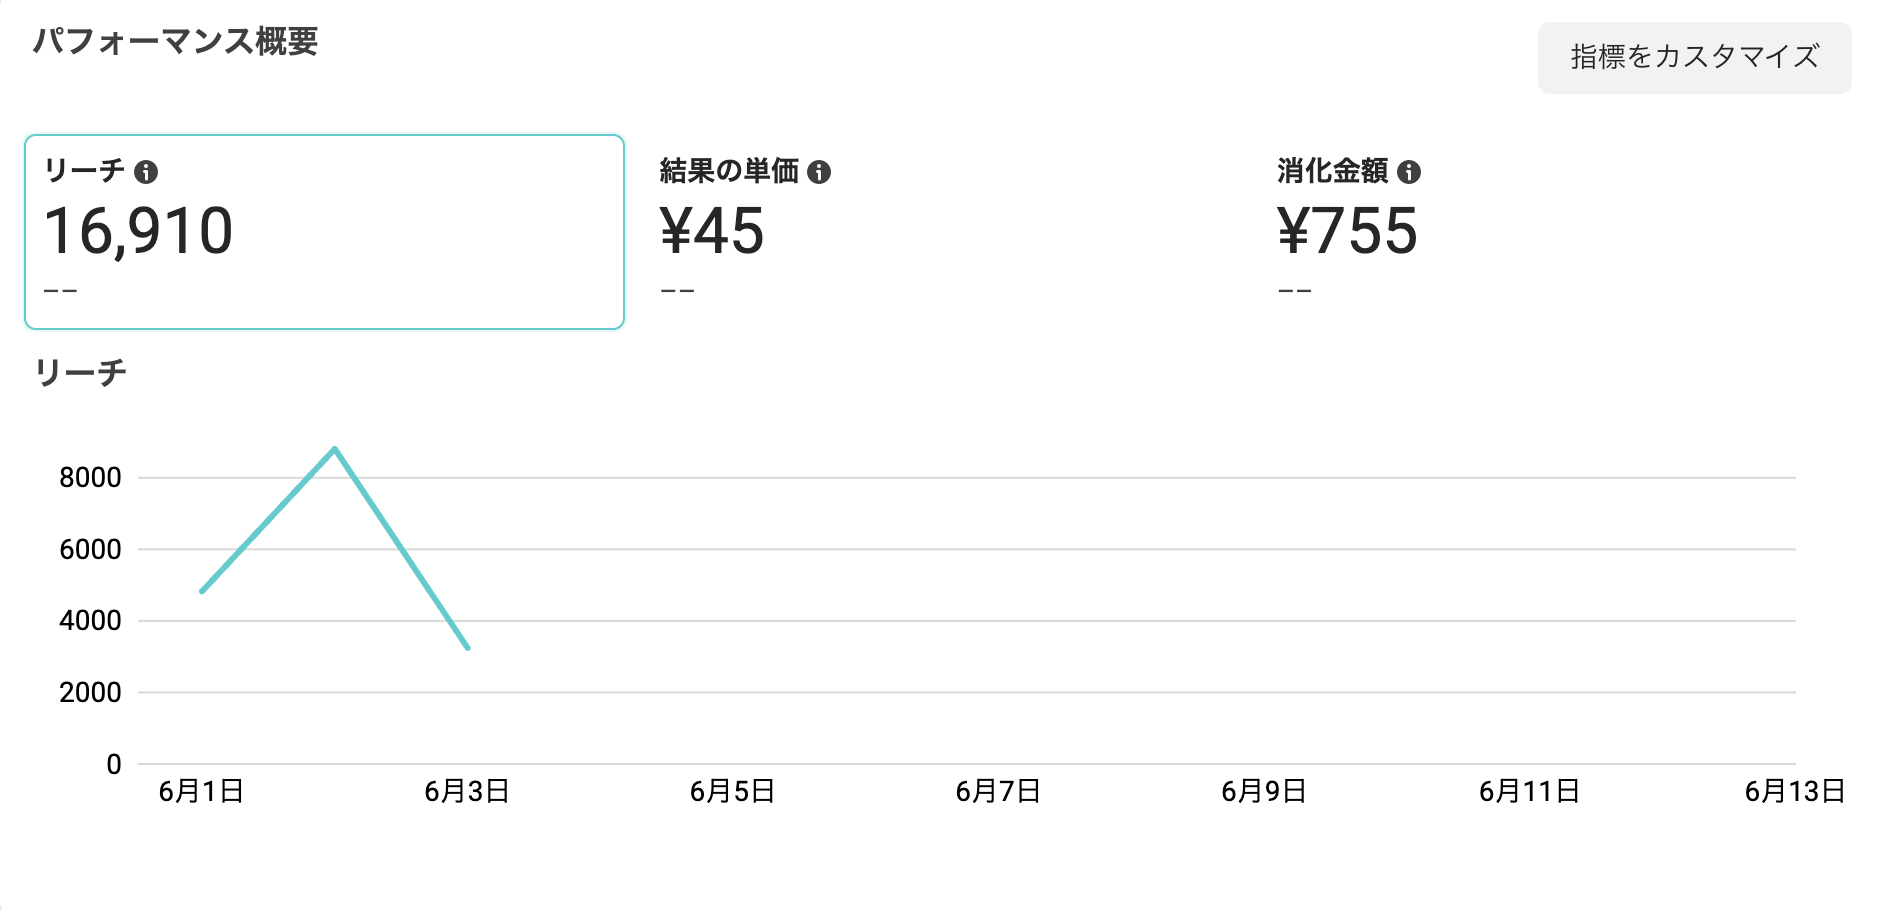 パフォーマンス概要
指標をカスタマイズ
リーチ
16,910
--
結果の単価
¥45
--
消化金額
¥755
--
リーチ
8000
6000
4000
2000
0
6月1日 6月3日 6月5日 6月7日 6月9日 6月11日 6月13日